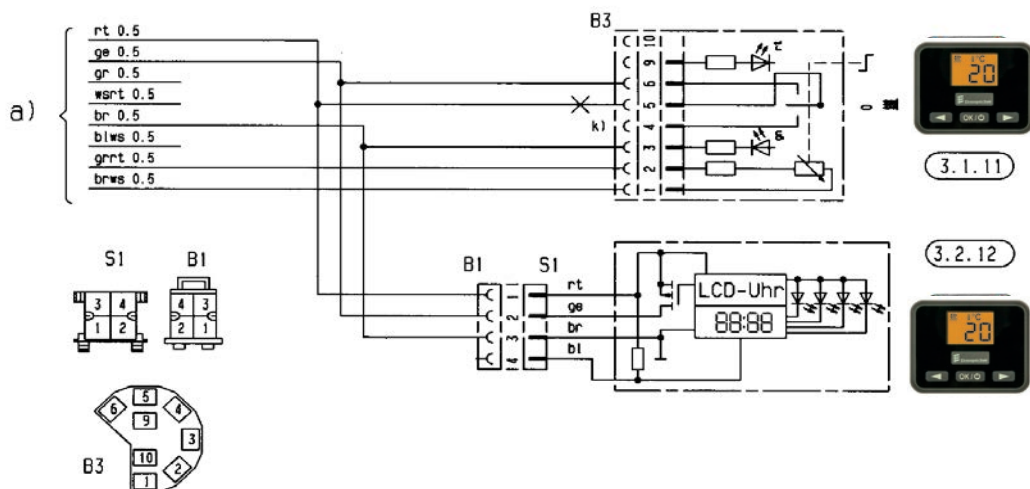 a)
rt 0.5
ge 0.5
gr 0.5
wsrt 0.5
br 0.5
blws 0.5
grrt 0.5
brws 0.5
B3
10
9
6
5
k) 4
3
2
1
0
1°C
20
OK/
3.1.11
3.2.12
1°C
20
OK/
B1 S1
1 rt
2 ge
3 br
4 bl
LCD-Uhr
88:88
S1 B1
3 4
1 2
4 3
2 1
B3
5
6 4
9
3
10
2
1